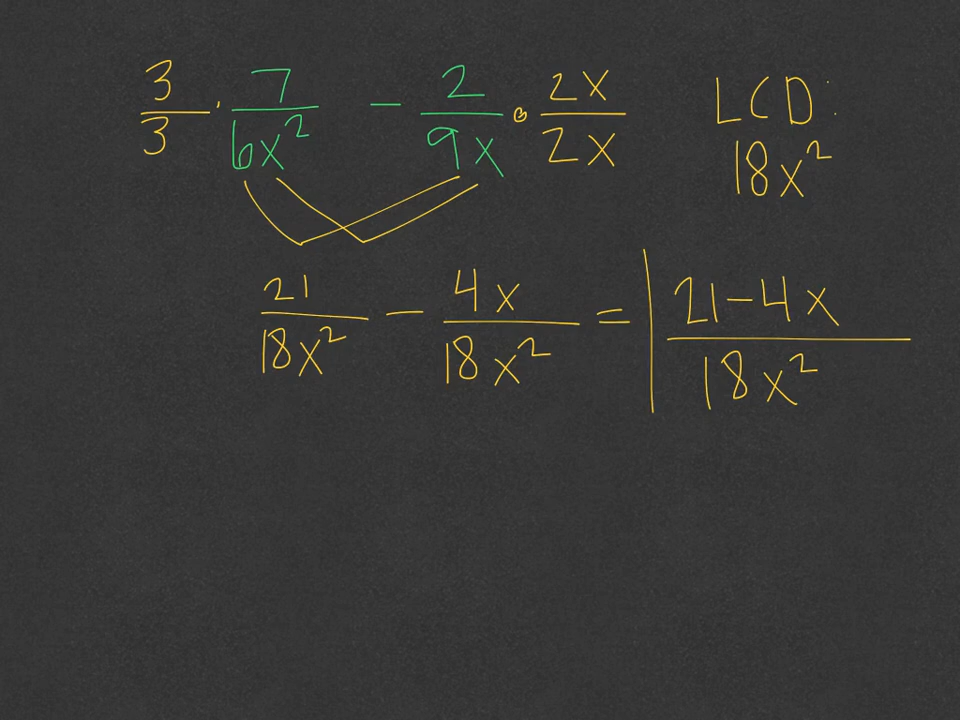 3/3 · 7/6x² - 2/9x · 2x/2x LCD:
18x²
21/18x² - 4x/18x² = | 21-4x/18x²